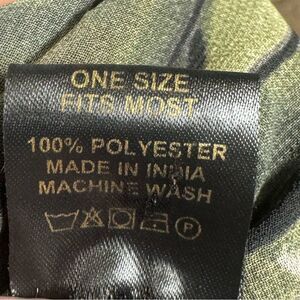 ONE SIZE
FITS MOST
100% POLYESTER
MADE IN INDIA
MACHINE WASH
P